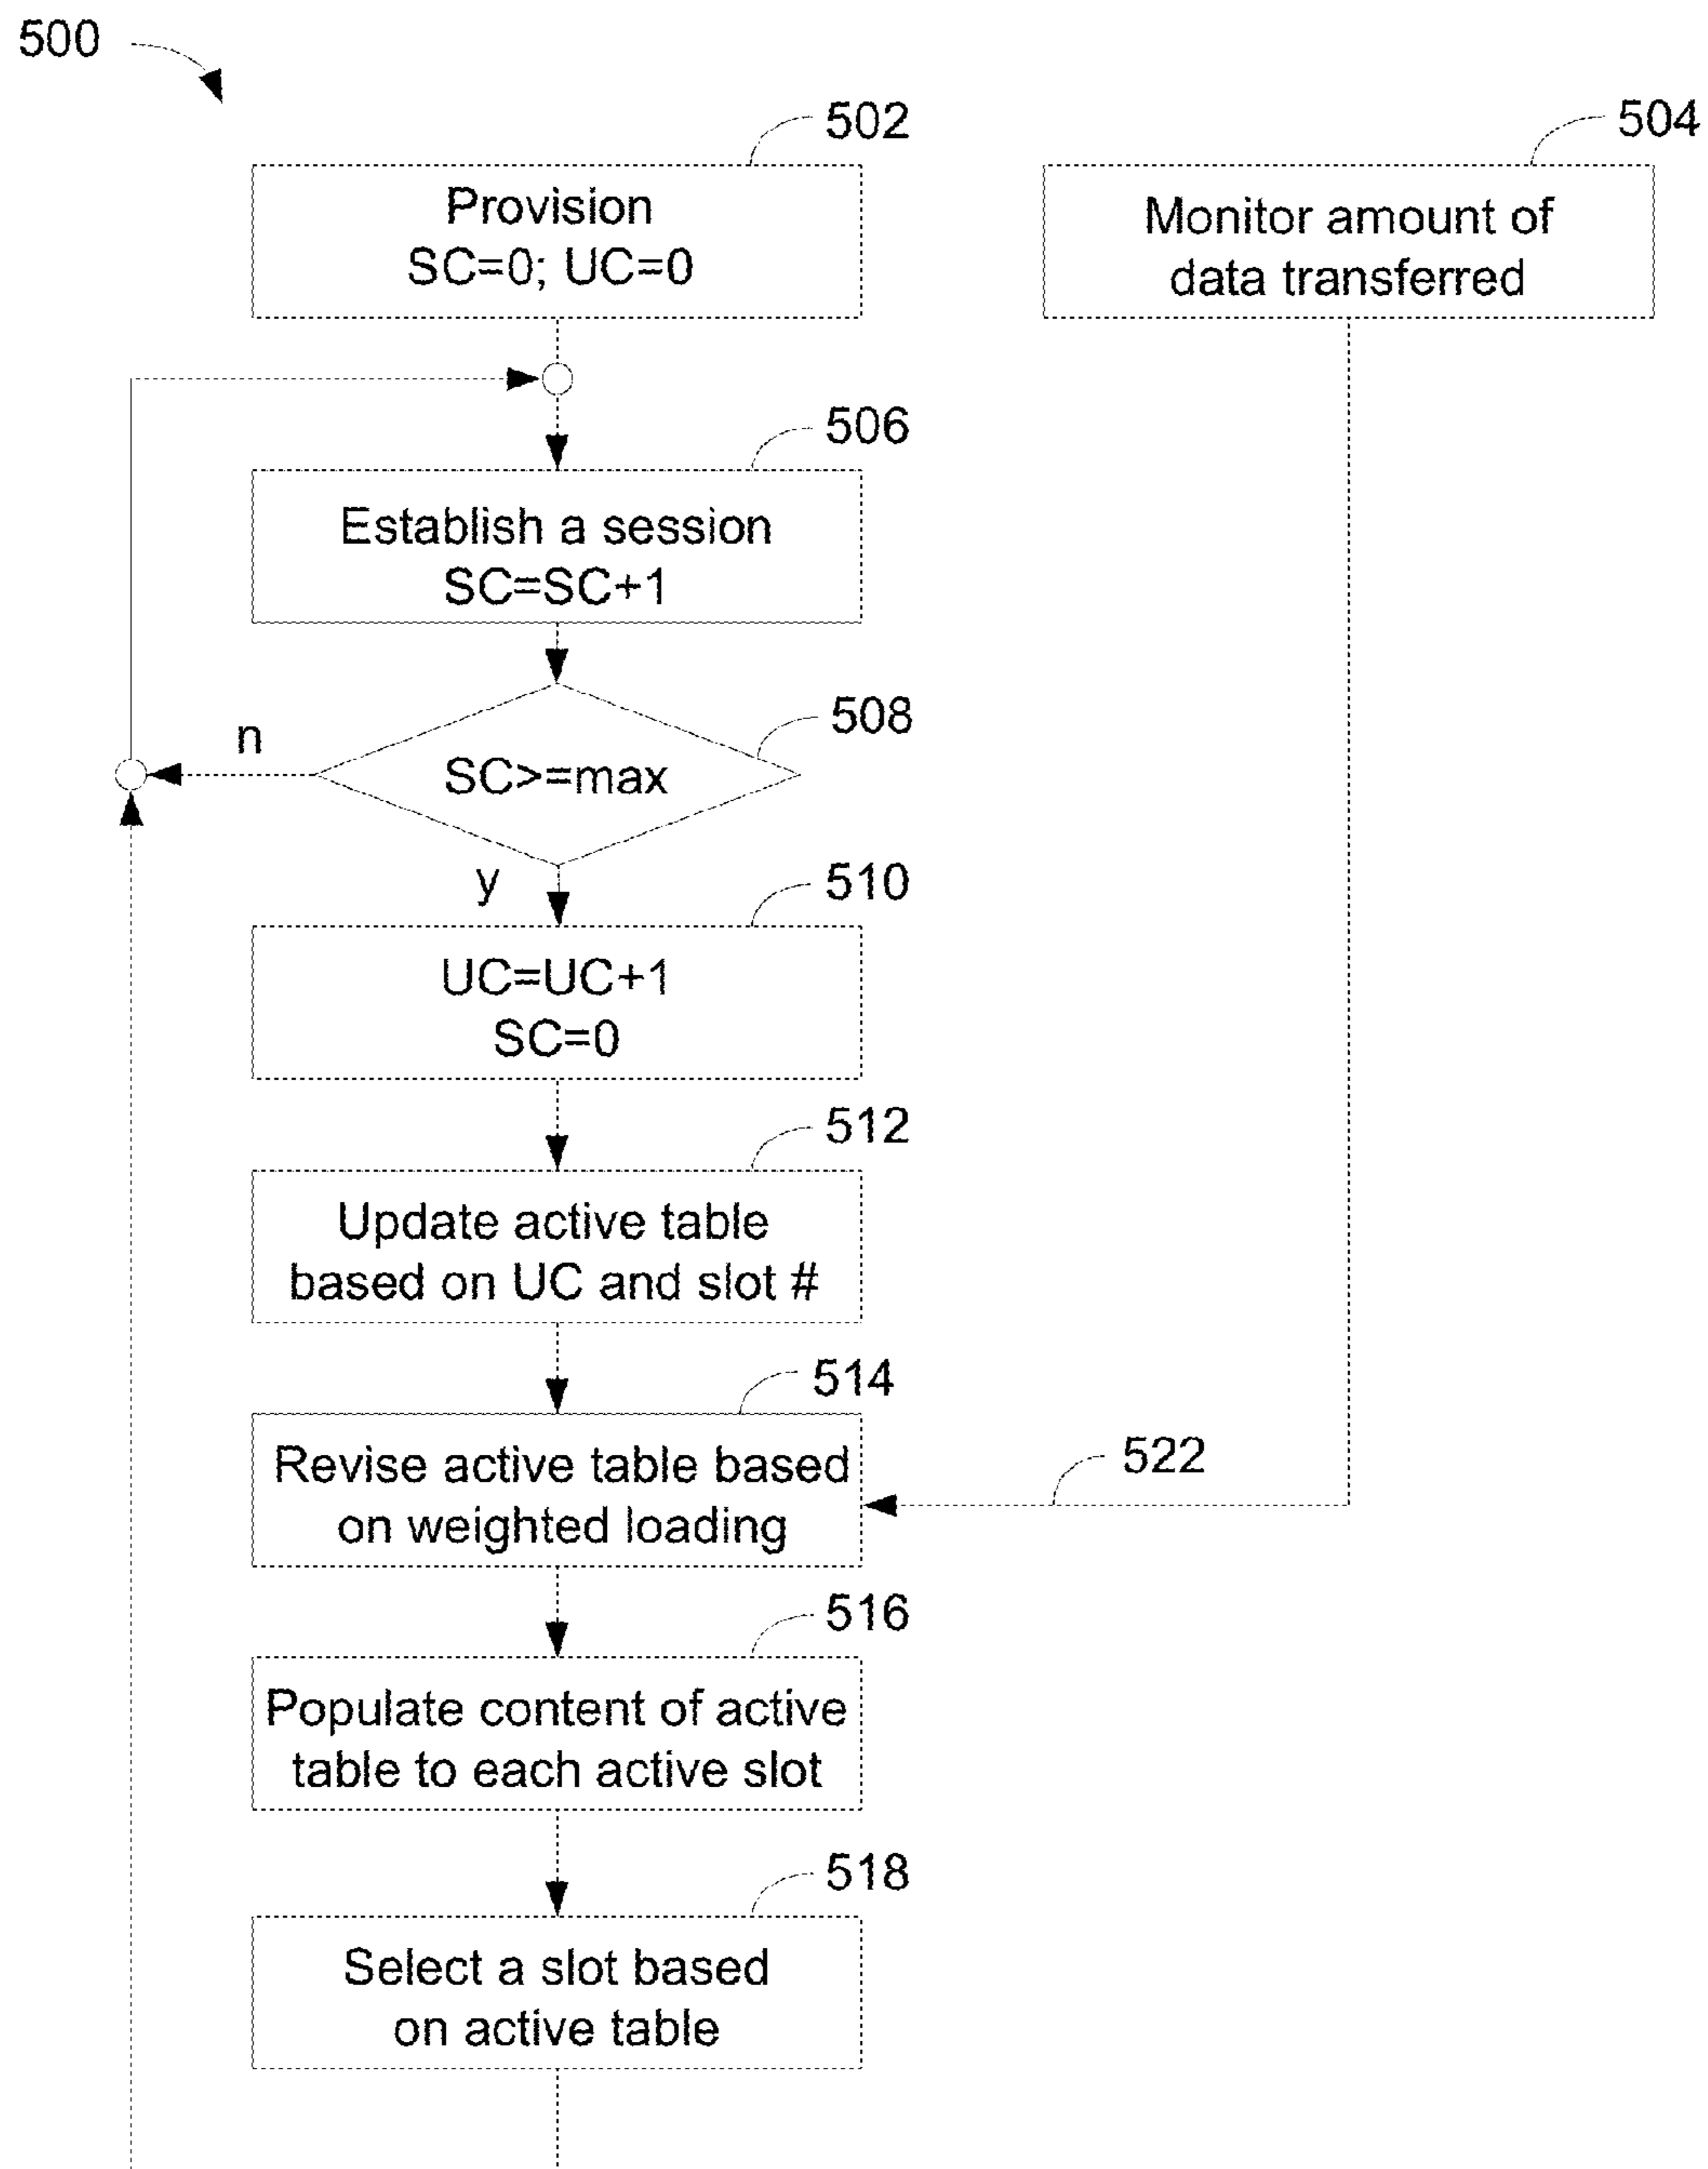 500
502
504
Provision
SC=0; UC=0
Monitor amount of
data transferred
506
Establish a session
SC=SC+1
508
n
SC>=max
y
510
UC=UC+1
SC=0
512
Update active table
based on UC and slot #
514
Revise active table based
on weighted loading
522
516
Populate content of active
table to each active slot
518
Select a slot based
on active table